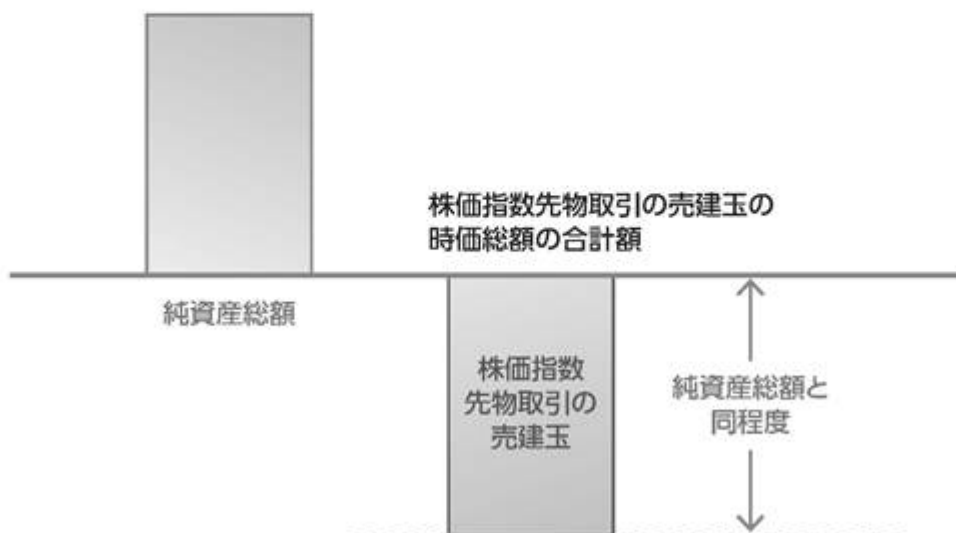 株価指数先物取引の売建玉の
時価総額の合計額
純資産総額
株価指数
先物取引の
売建玉
純資産総額と
同程度